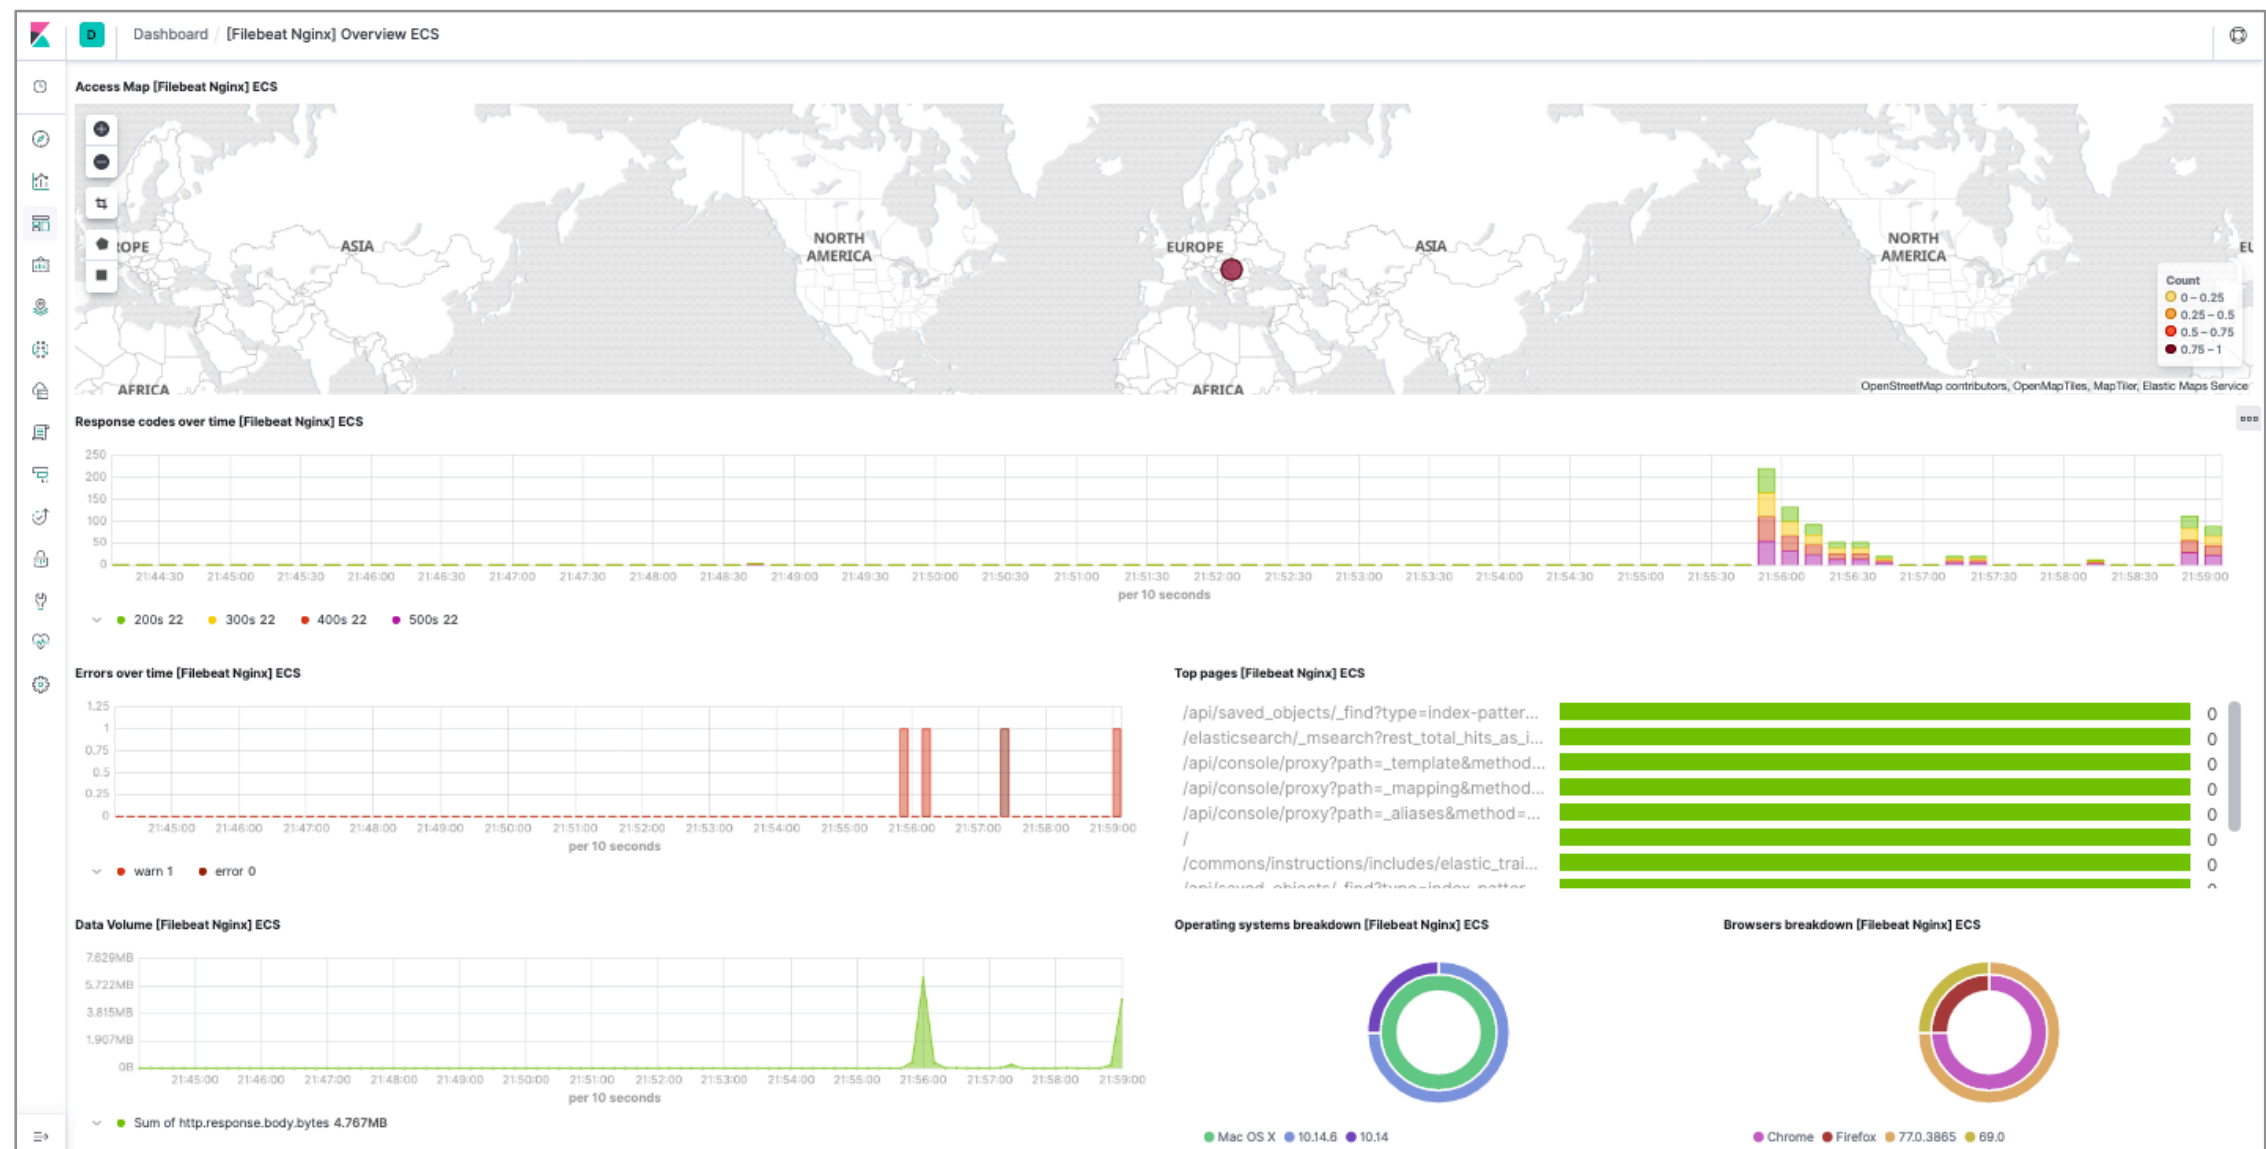 D Dashboard / [Filebeat Nginx] Overview ECS
Access Map [Filebeat Nginx] ECS
ROPE ASIA NORTH AMERICA EUROPE ASIA NORTH AMERICA EU
AFRICA AFRICA
Count
0 – 0.25
0.25 – 0.5
0.5 – 0.75
0.75 – 1
OpenStreetMap contributors, OpenMapTiles, MapTiler, Elastic Maps Service
Response codes over time [Filebeat Nginx] ECS
250
200
150
100
50
0
21:44:30 21:45:00 21:45:30 21:46:00 21:46:30 21:47:00 21:47:30 21:48:00 21:48:30 21:49:00 21:49:30 21:50:00 21:50:30 21:51:00 21:51:30 21:52:00 21:52:30 21:53:00 21:53:30 21:54:00 21:54:30 21:55:00 21:55:30 21:56:00 21:56:30 21:57:00 21:57:30 21:58:00 21:58:30 21:59:00
per 10 seconds
200s 22 300s 22 400s 22 500s 22
Errors over time [Filebeat Nginx] ECS
1.25
1
0.75
0.5
0.25
0
21:45:00 21:46:00 21:47:00 21:48:00 21:49:00 21:50:00 21:51:00 21:52:00 21:53:00 21:54:00 21:55:00 21:56:00 21:57:00 21:58:00 21:59:00
per 10 seconds
warn 1 error 0
Top pages [Filebeat Nginx] ECS
/api/saved_objects/_find?type=index-patter... 0
/elasticsearch/_msearch?rest_total_hits_as_i... 0
/api/console/proxy?path=_template&method... 0
/api/console/proxy?path=_mapping&method... 0
/api/console/proxy?path=_aliases&method=... 0
/ 0
/commons/instructions/includes/elastic_trai... 0
/api/saved_objects/_find?type=index-patter... 0
Data Volume [Filebeat Nginx] ECS
7.629MB
5.722MB
3.815MB
1.907MB
0B
21:45:00 21:46:00 21:47:00 21:48:00 21:49:00 21:50:00 21:51:00 21:52:00 21:53:00 21:54:00 21:55:00 21:56:00 21:57:00 21:58:00 21:59:00
per 10 seconds
Sum of http.response.body.bytes 4.767MB
Operating systems breakdown [Filebeat Nginx] ECS
Mac OS X 10.14.6 10.14
Browsers breakdown [Filebeat Nginx] ECS
Chrome Firefox 77.0.3865 69.0